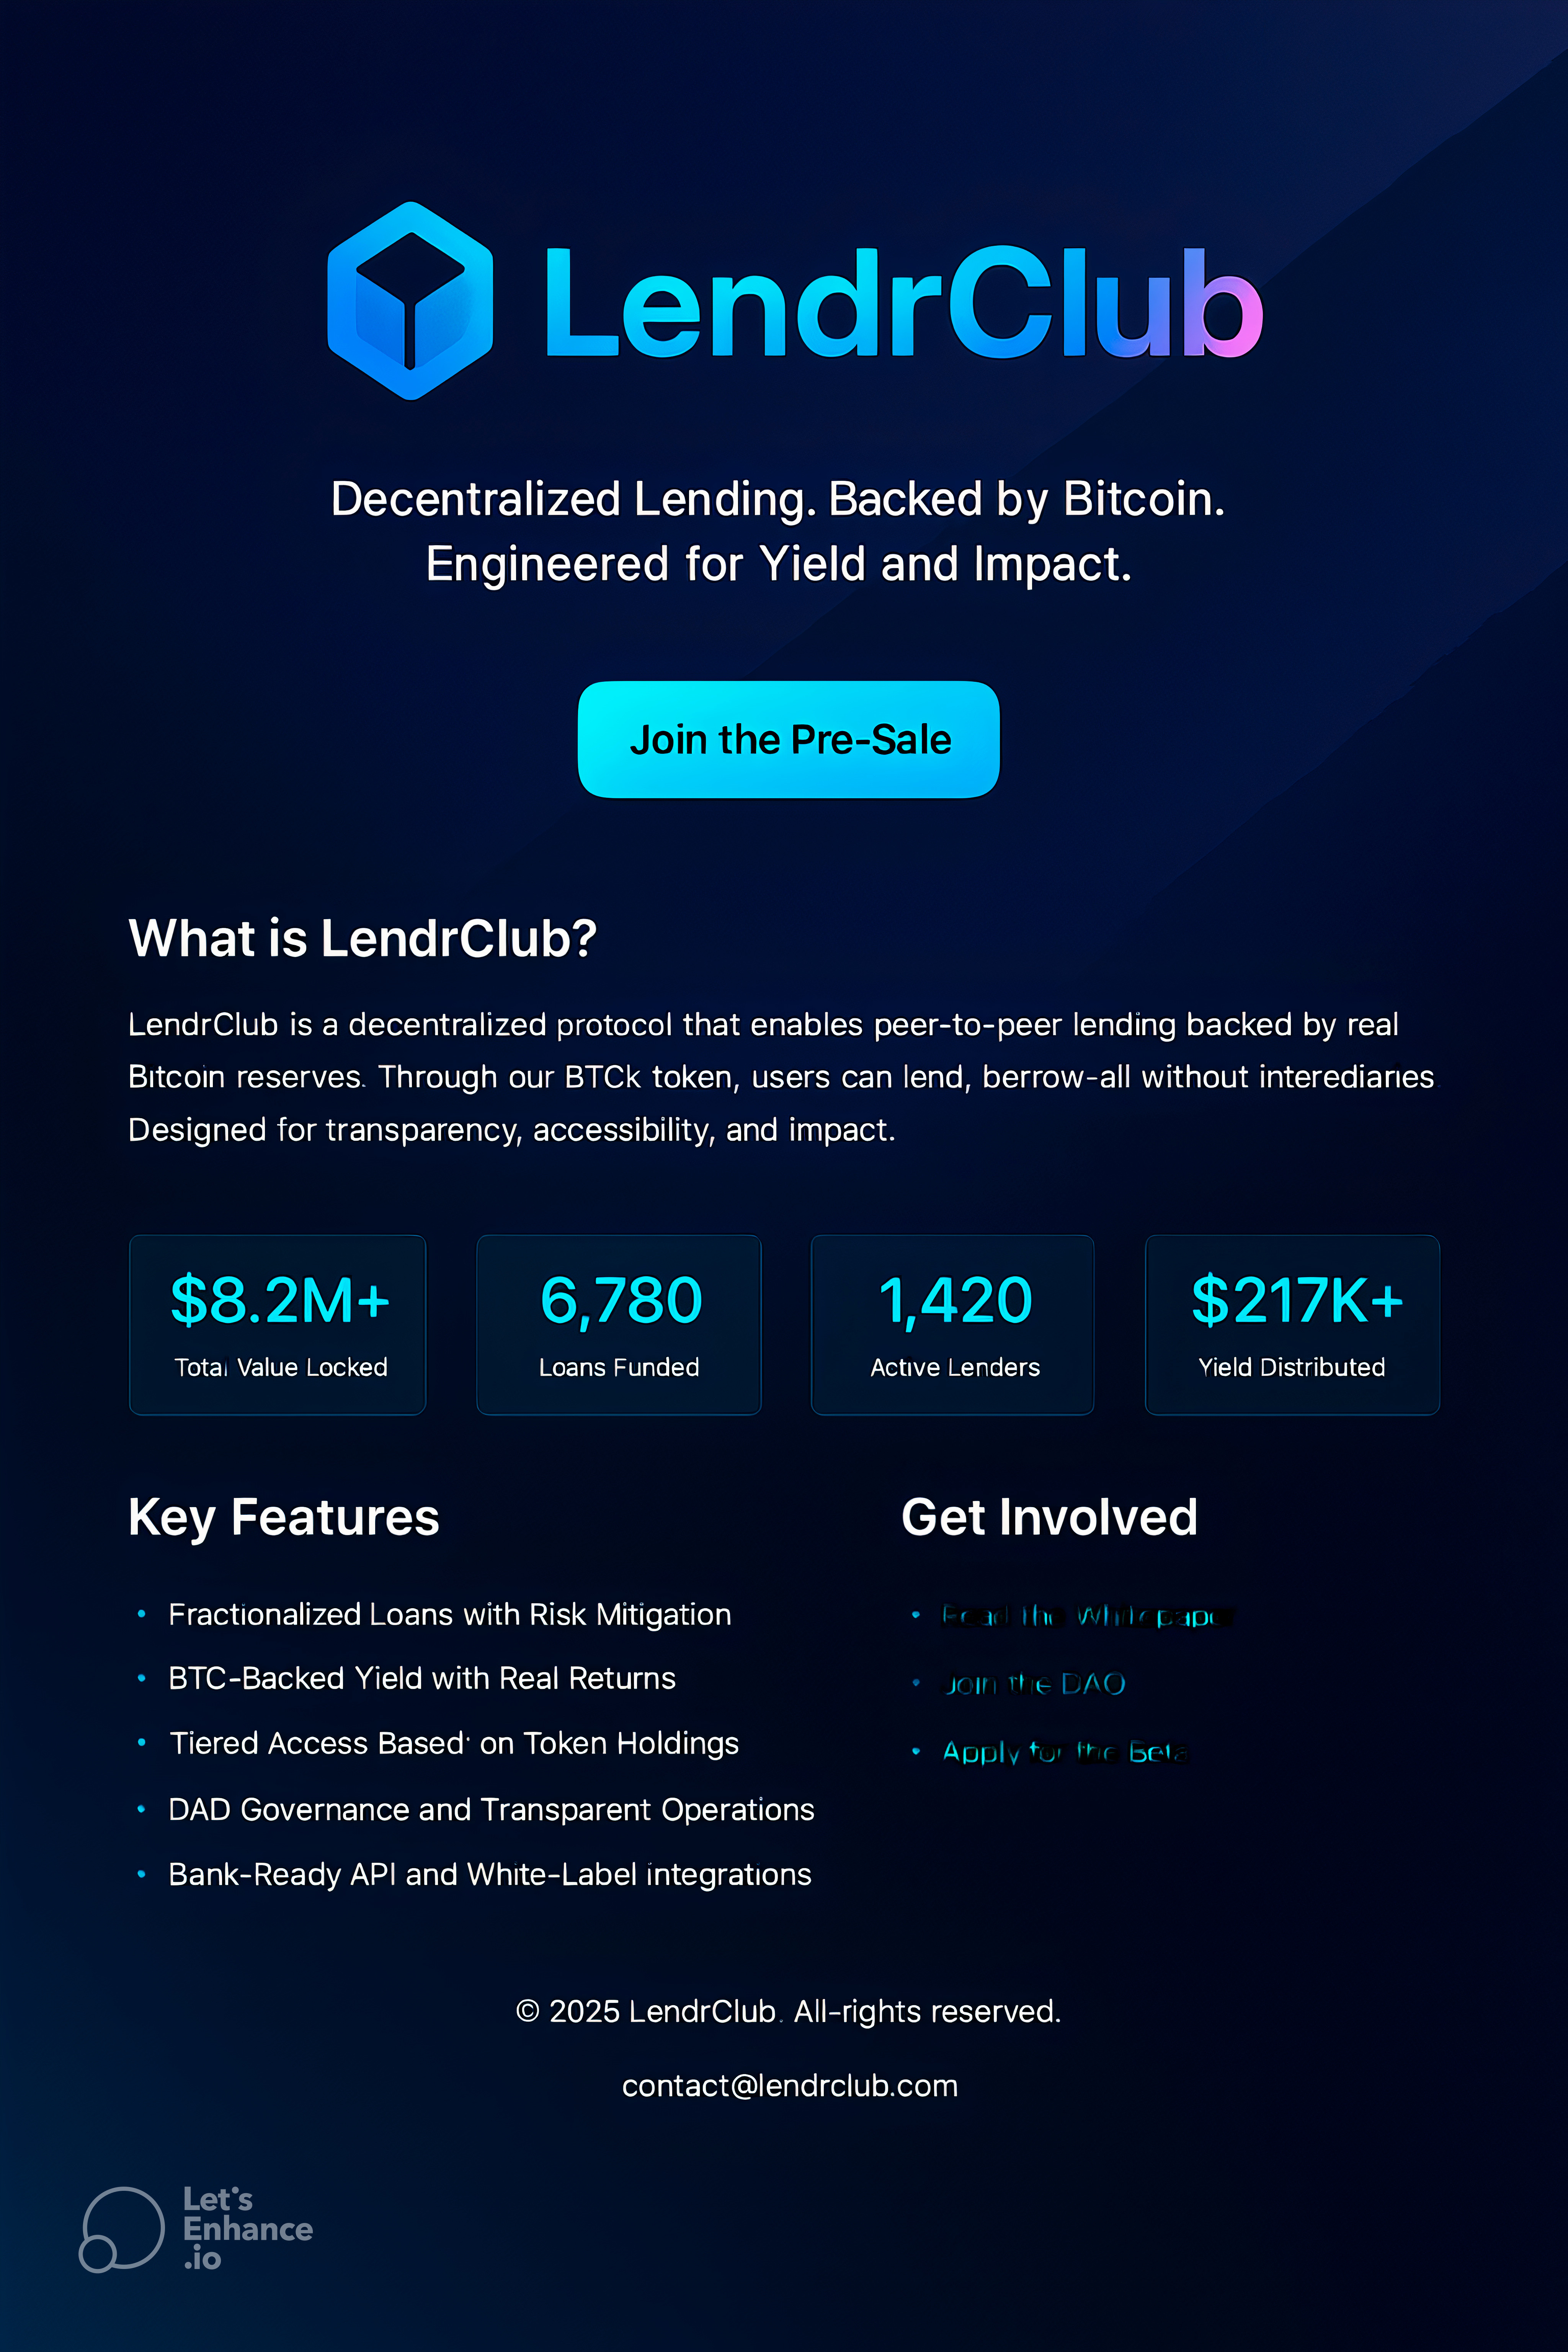 LendrClub
Decentralized Lending. Backed by Bitcoin.
Engineered for Yield and Impact.
Join the Pre-Sale
What is LendrClub?
LendrClub is a decentralized protocol that enables peer-to-peer lending backed by real
Bitcoin reserves. Through our BTCk token, users can lend, berrow-all without interediaries
Designed for transparency, accessibility, and impact.
$8.2M+
Total Value Locked
6,780
Loans Funded
1,420
Active Lenders
$217K+
Yield Distributed
Key Features
• Fractionalized Loans with Risk Mitigation
• BTC-Backed Yield with Real Returns
• Tiered Access Based· on Token Holdings
• DAD Governance and Transparent Operations
• Bank-Ready API and White-Label integrations
Get Involved
• Read the Whitepaper
• Join the DAO
• Apply for the Beta
© 2025 LendrClub. All-rights reserved.
contact@lendrclub.com
Let's
Enhance
.io